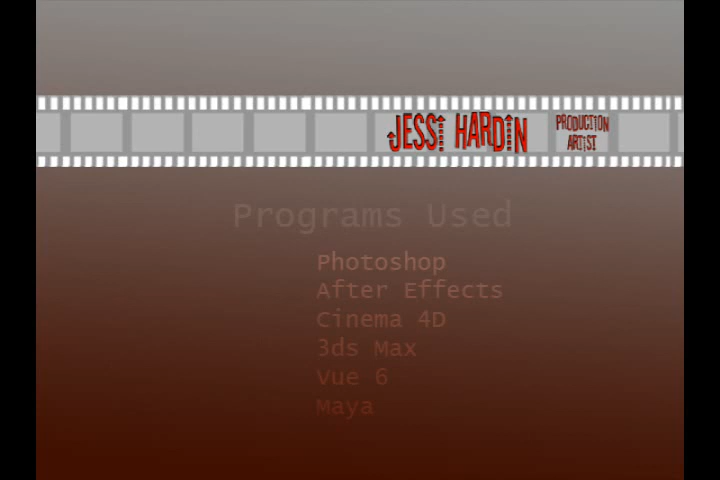 JESSI HARDIN
PRODUCTION
ARTIST
Programs Used
Photoshop
After Effects
Cinema 4D
3ds Max
Vue 6
Maya